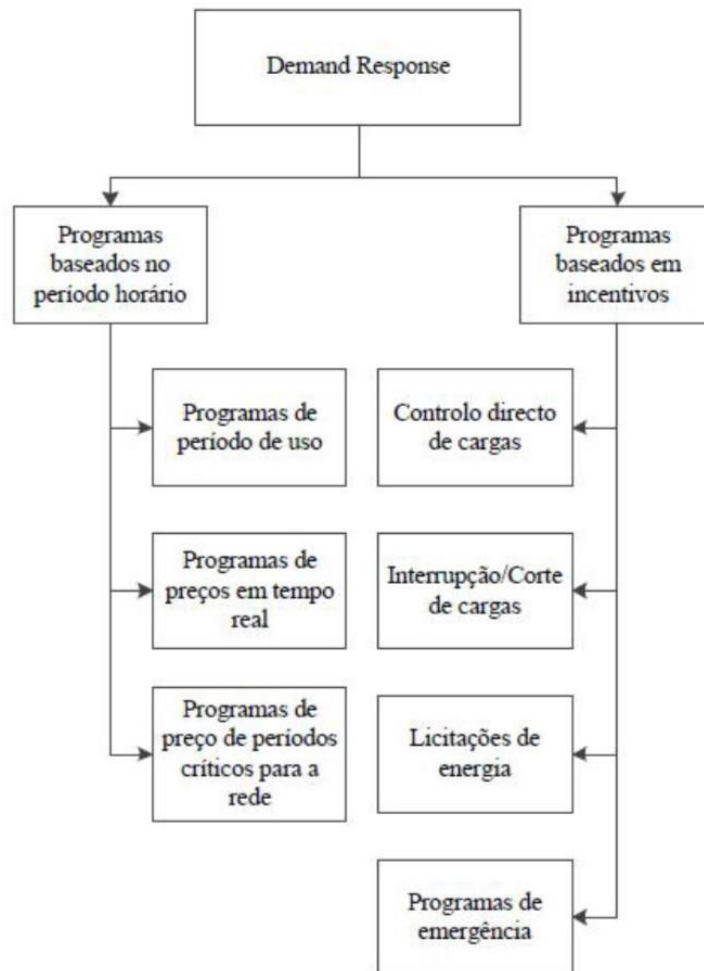 Demand Response
Programas
baseados no
período horário
Programas
baseados em
incentivos
Programas de
período de uso
Controlo directo
de cargas
Programas de
preços em tempo
real
Interrupção/Corte
de cargas
Programas de
preço de períodos
críticos para a
rede
Licitações de
energia
Programas de
emergência